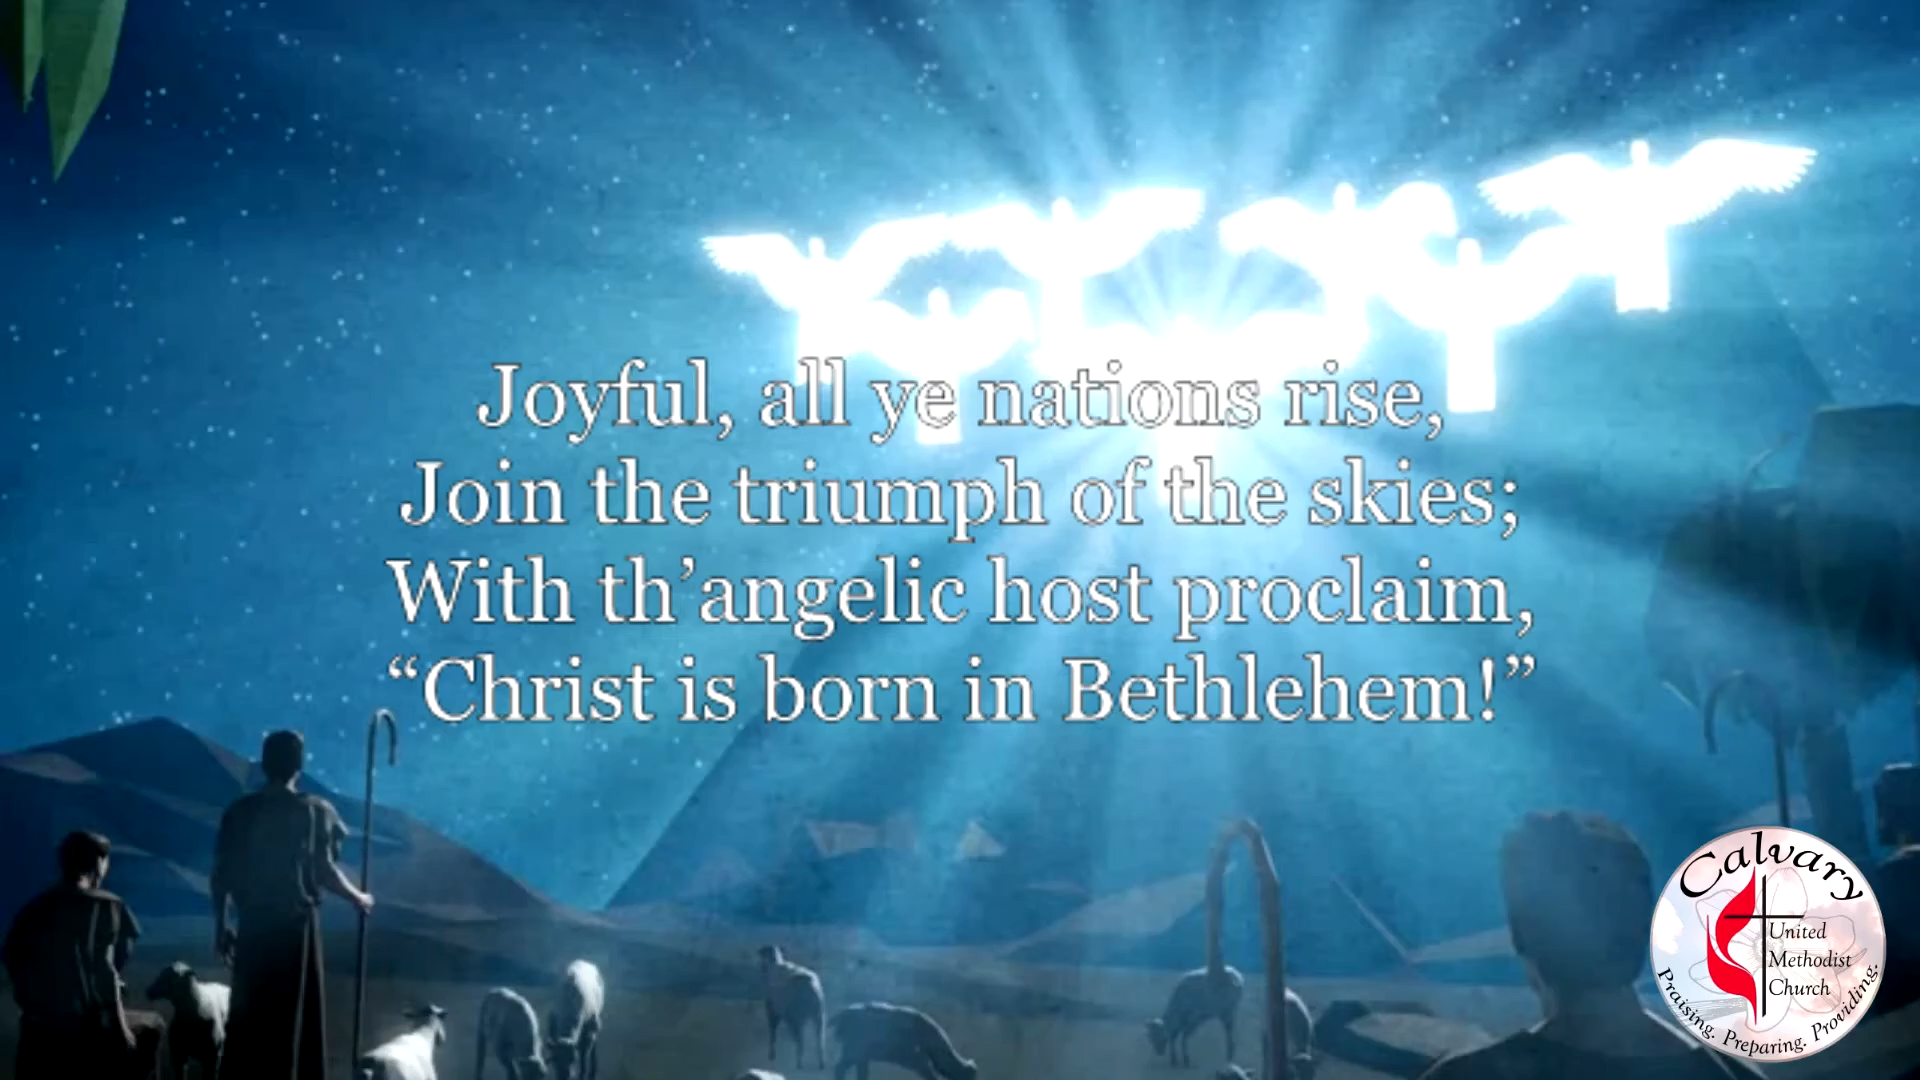 Joyful, all ye nations rise,
Join the triumph of the skies;
With th’angelic host proclaim,
“Christ is born in Bethlehem!”
Calvary
United
Methodist
Church
Praising. Preparing. Providing.